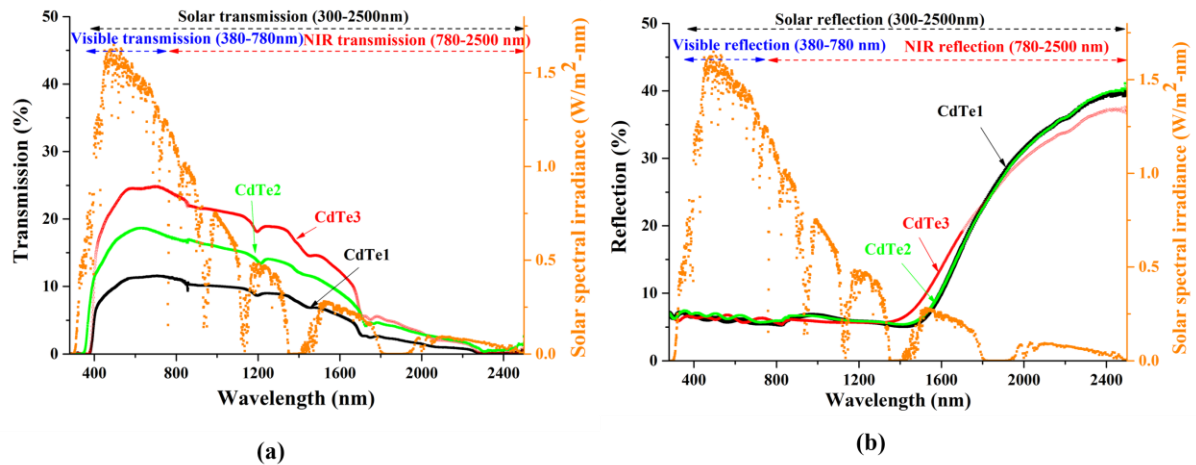 Solar transmission (300-2500nm)
Visible transmission (380-780nm)
NIR transmission (780-2500 nm)
50
40
30
20
10
0
Transmission (%)
1.5
1.0
0.5
0.0
Solar spectral irradiance (W/m²-nm)
CdTe2
CdTe3
CdTe1
400 800 1200 1600 2000 2400
Wavelength (nm)
(a)
Solar reflection (300-2500nm)
Visible reflection (380-780 nm)
NIR reflection (780-2500 nm)
50
40
30
20
10
0
Reflection (%)
1.5
1.0
0.5
0.0
Solar spectral irradiance (W/m²-nm)
CdTe1
CdTe3
CdTe2
400 800 1200 1600 2000 2400
Wavelength (nm)
(b)